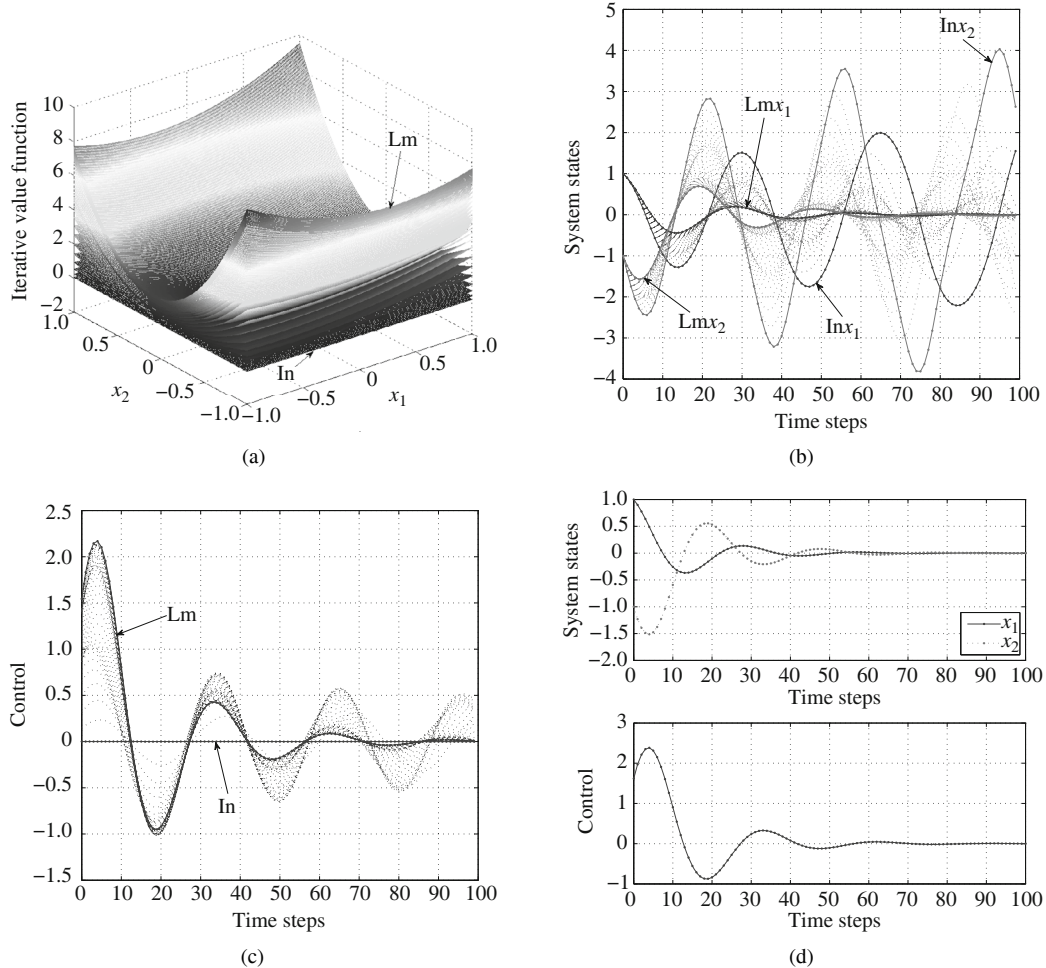 10
8
6
4
2
0
−2
Iterative value function
1.0
0.5
0
−0.5
−1.0
x2
−1.0
−0.5
0
0.5
1.0
x1
Lm
In
(a)
5
4
3
2
1
0
−1
−2
−3
−4
System states
0 10 20 30 40 50 60 70 80 90 100
Time steps
Inx2
Lmx1
Lmx2
Inx1
(b)
2.5
2.0
1.5
1.0
0.5
0
−0.5
−1.0
−1.5
Control
0 10 20 30 40 50 60 70 80 90 100
Time steps
Lm
In
(c)
1.0
0.5
0
−0.5
−1.0
−1.5
−2.0
System states
x1
x2
0 10 20 30 40 50 60 70 80 90 100
Time steps
3
2
1
0
−1
Control
0 10 20 30 40 50 60 70 80 90 100
Time steps
(d)